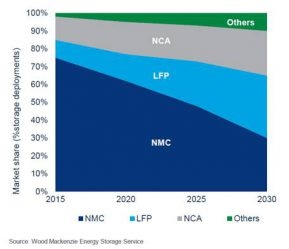 Market share (%storage deployments)
100%
90%
80%
70%
60%
50%
40%
30%
20%
10%
0%
Others
NCA
LFP
NMC
2015 2020 2025 2030
NMC LFP NCA Others
Source: Wood Mackenzie Energy Storage Service